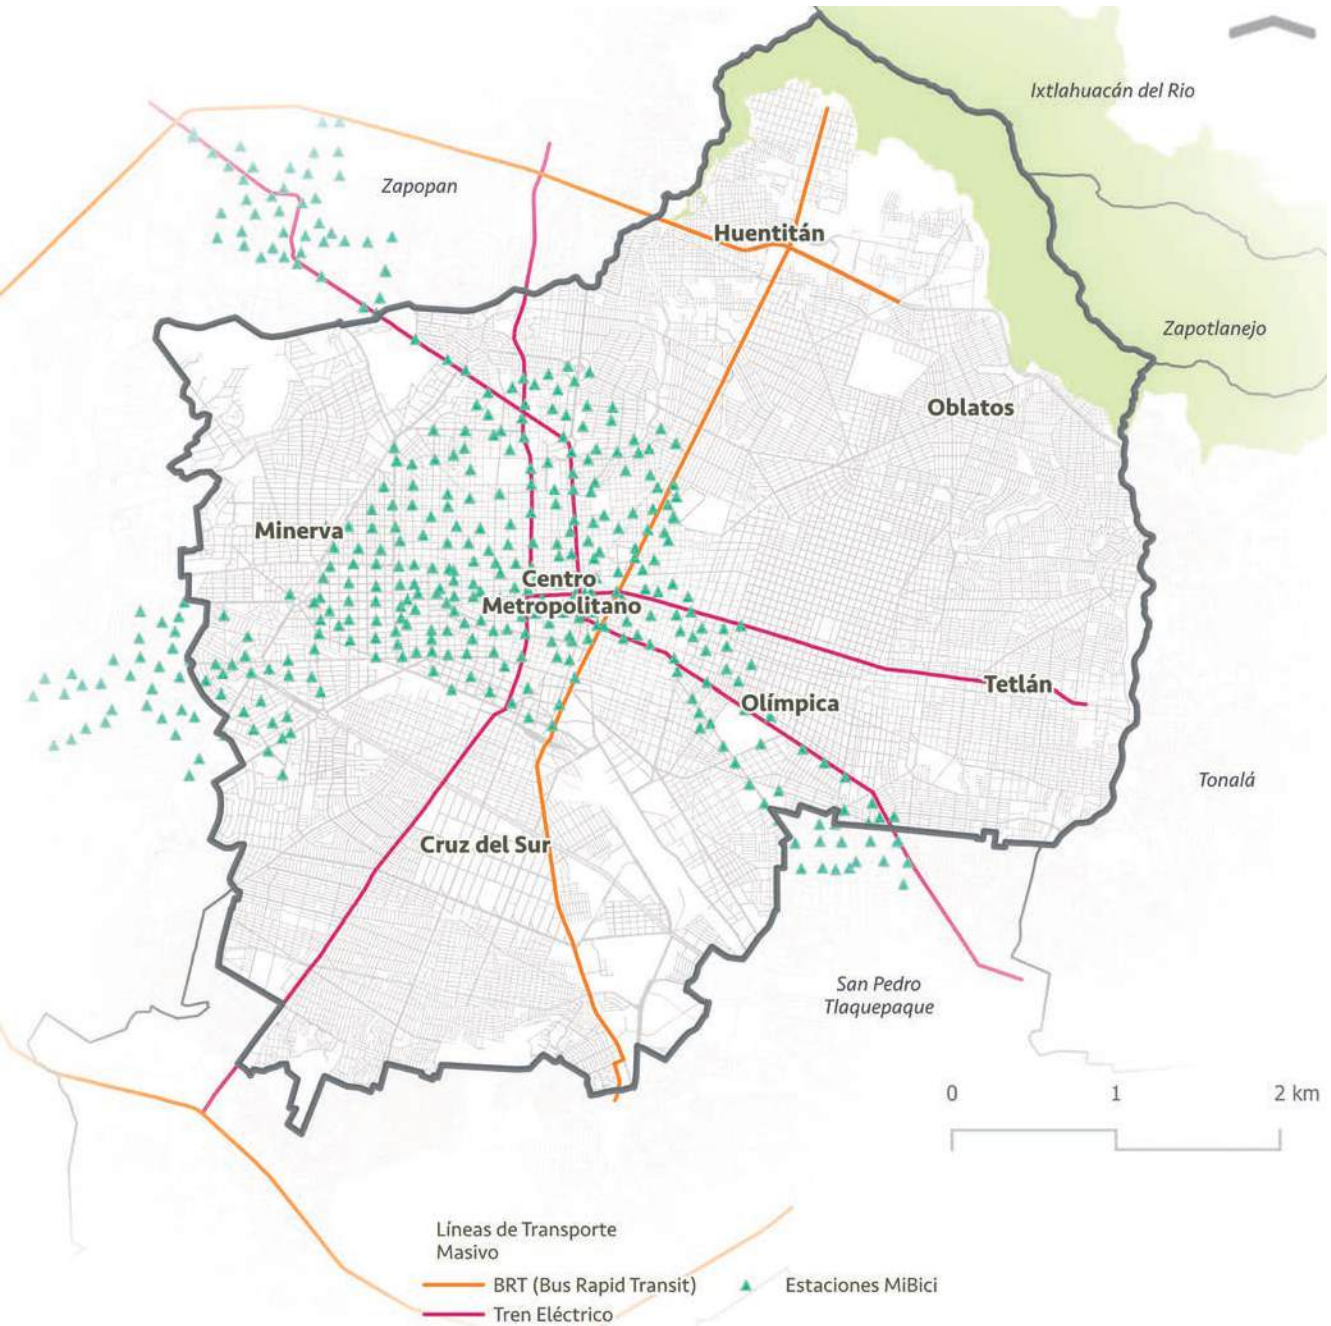 Ixtlahuacán del Rio
Zapopan
Huentitán
Zapotlanejo
Oblatos
Minerva
Centro
Metropolitano
Tetlán
Olímpica
Tonalá
Cruz del Sur
San Pedro
Tlaquepaque
0 1 2 km
Líneas de Transporte
Masivo
BRT (Bus Rapid Transit)
Estaciones MiBici
Tren Eléctrico